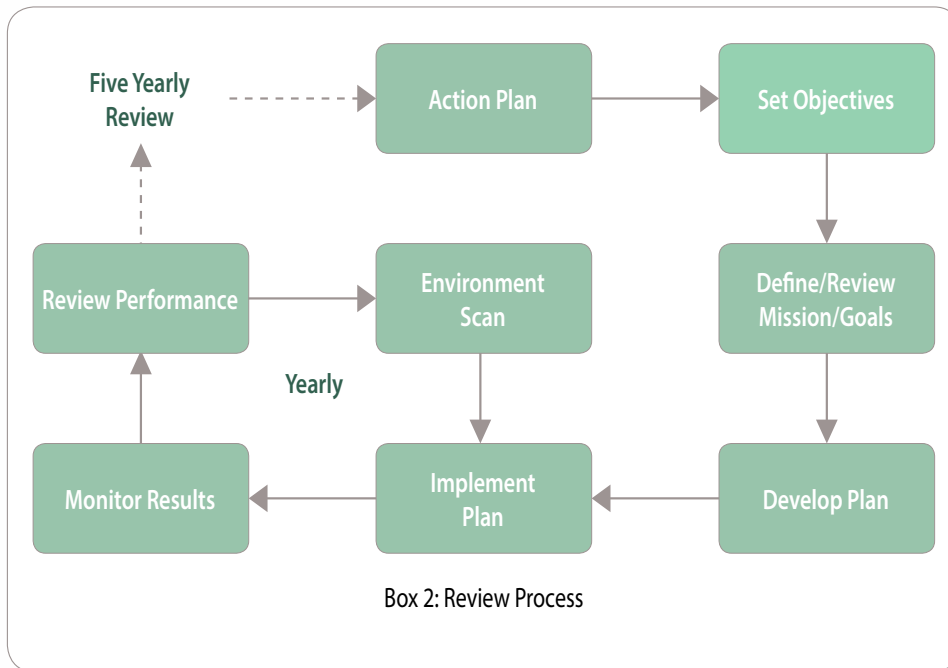 Five Yearly
Review
Action Plan
Set Objectives
Review Performance
Environment
Scan
Define/Review
Mission/Goals
Yearly
Monitor Results
Implement
Plan
Develop Plan
Box 2: Review Process